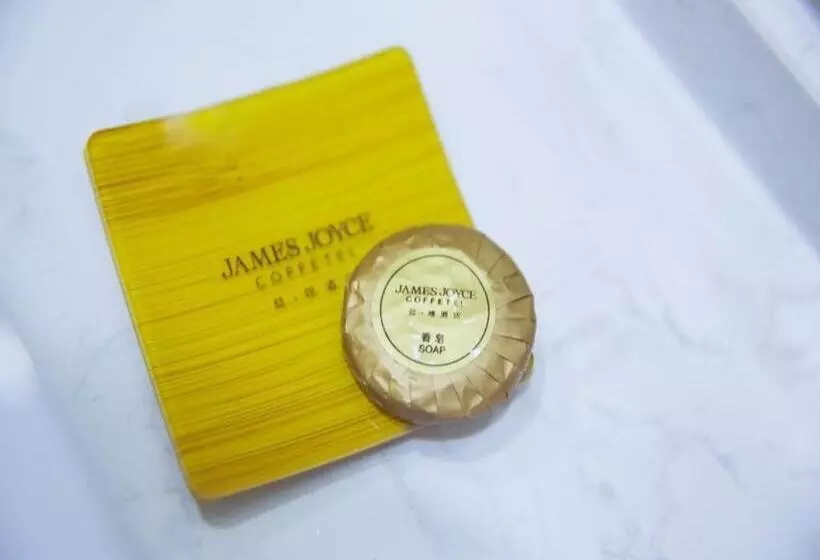 JAMES JOYCE
COFFETEL
JAMES JOYCE
COFFETEL
喆·啡酒店
香皂
SOAP